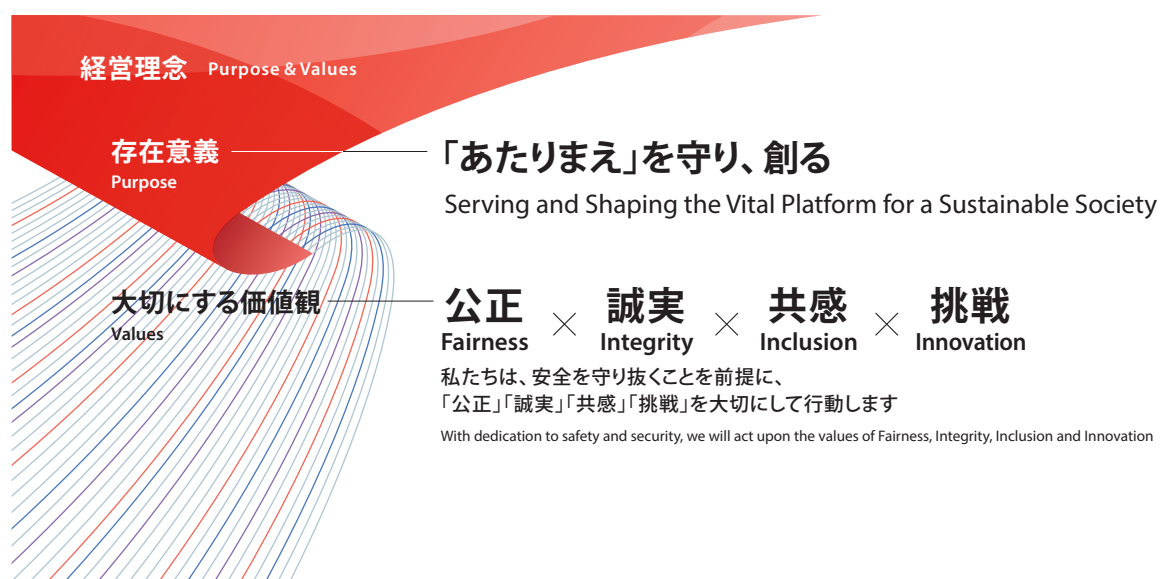 経営理念 Purpose & Values
存在意義
Purpose
「あたりまえ」を守り、創る
Serving and Shaping the Vital Platform for a Sustainable Society
大切にする価値観
Values
公正 × 誠実 × 共感 × 挑戦
Fairness Integrity Inclusion Innovation
私たちは、安全を守り抜くことを前提に、
「公正」「誠実」「共感」「挑戦」を大切にして行動します
With dedication to safety and security, we will act upon the values of Fairness, Integrity, Inclusion and Innovation